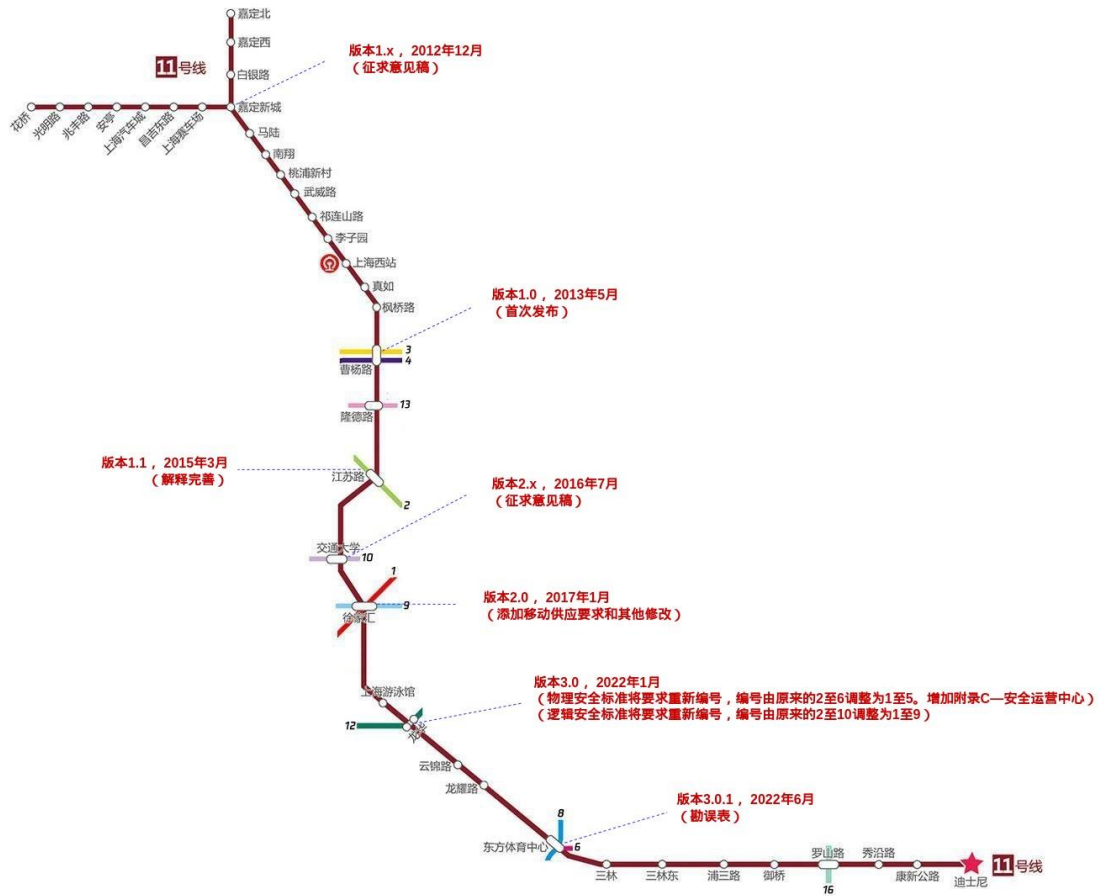 嘉定北
嘉定西
版本1.x， 2012年12月
（征求意见稿）
11号线
白银路
嘉定新城
花桥
光明路
兆丰路
安亭
上海汽车城
昌吉东路
上海赛车场
马陆
南翔
桃浦新村
武威路
祁连山路
李子园
上海西站
真如
枫桥路
版本1.0， 2013年5月
（首次发布）
3
4
曹杨路
13
隆德路
版本1.1， 2015年3月
（解释完善）
江苏路
2
版本2.x， 2016年7月
（征求意见稿）
交通大学
10
1
9
徐家汇
版本2.0， 2017年1月
（添加移动供应要求和其他修改）
上海游泳馆
版本3.0， 2022年1月
（物理安全标准将要求重新编号，编号由原来的2至6调整为1至5。增加附录C—安全运营中心）
（逻辑安全标准将要求重新编号，编号由原来的2至10调整为1至9）
12
龙华
云锦路
龙耀路
版本3.0.1， 2022年6月
（勘误表）
8
6
东方体育中心
三林
三林东
浦三路
御桥
罗山路
16
秀沿路
康新公路
迪士尼
11号线